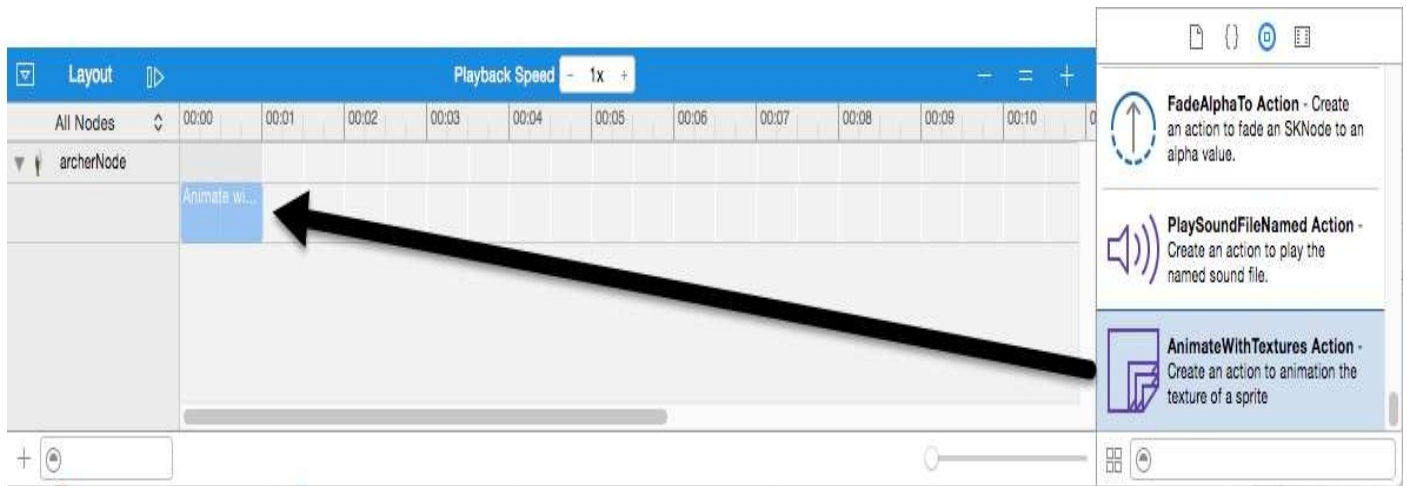 Layout
Playback Speed - 1x +
All Nodes
00:00 00:01 00:02 00:03 00:04 00:05 00:06 00:07 00:08 00:09 00:10 0
archerNode
Animate wi...
FadeAlphaTo Action - Create
an action to fade an SKNode to an
alpha value.
PlaySoundFileNamed Action -
Create an action to play the
named sound file.
AnimateWithTextures Action -
Create an action to animation the
texture of a sprite